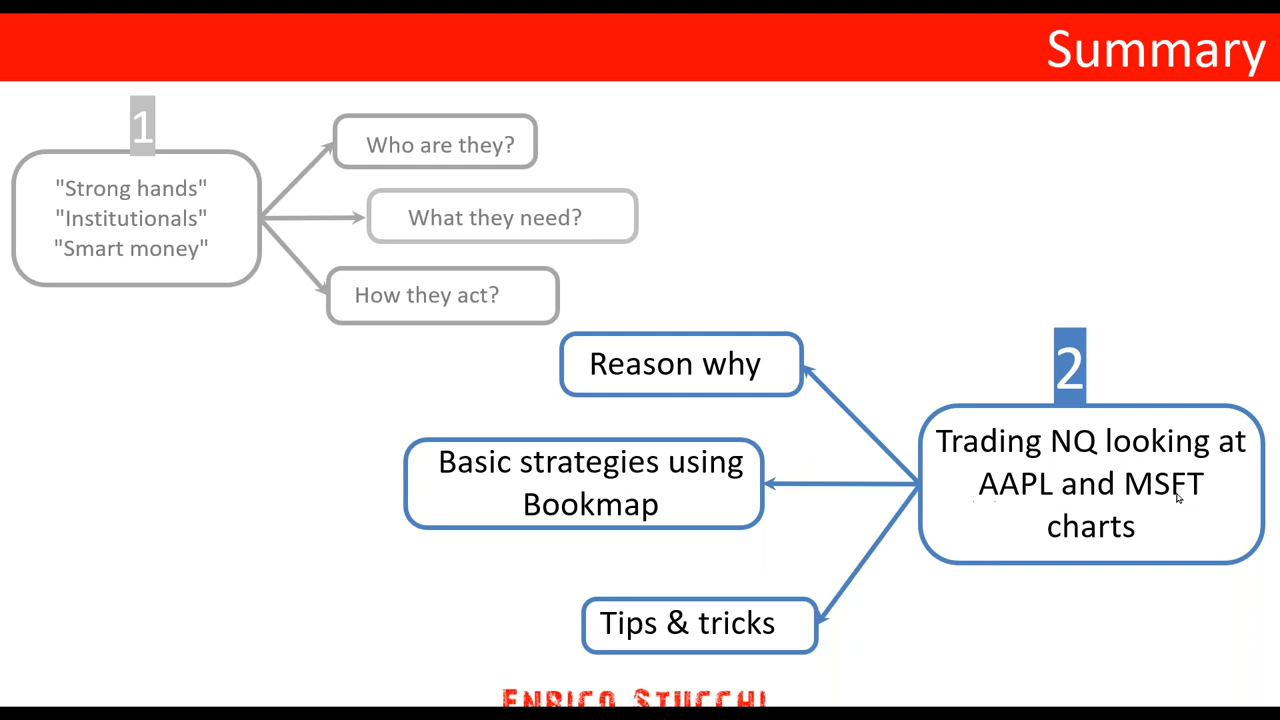 Summary
1
"Strong hands"
"Institutionals"
"Smart money"
Who are they?
What they need?
How they act?
2
Trading NQ looking at
AAPL and MSFT
charts
Reason why
Basic strategies using
Bookmap
Tips & tricks
ENRICO STUCCHI